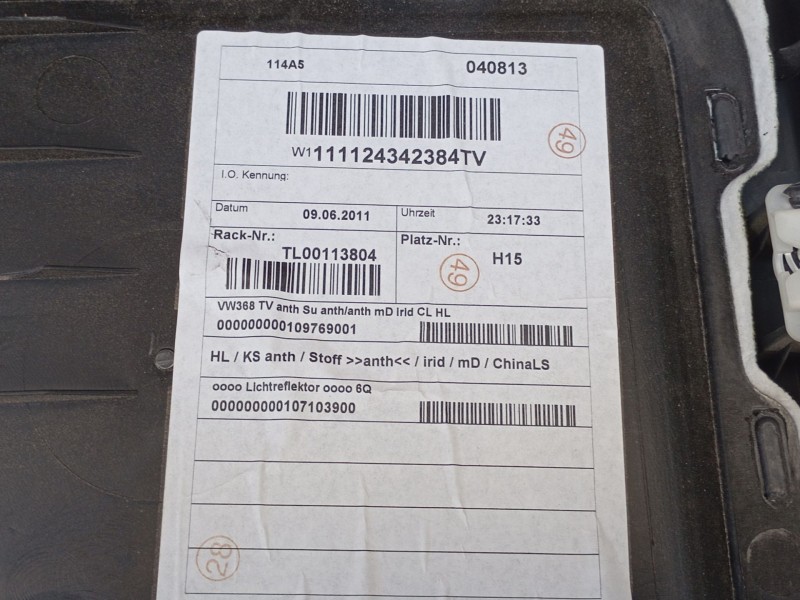 114A5 040813
W1111124342384TV
49
I.O. Kennung:
Datum 09.06.2011 Uhrzeit 23:17:33
Rack-Nr.: TL00113804 Platz-Nr.: H15
49
VW368 TV anth Su anth/anth mD Irid CL HL
000000000109769001
HL / KS anth / Stoff >>anth<< / irid / mD / ChinaLS
oooo Lichtreflektor oooo 6Q
000000000107103900
28